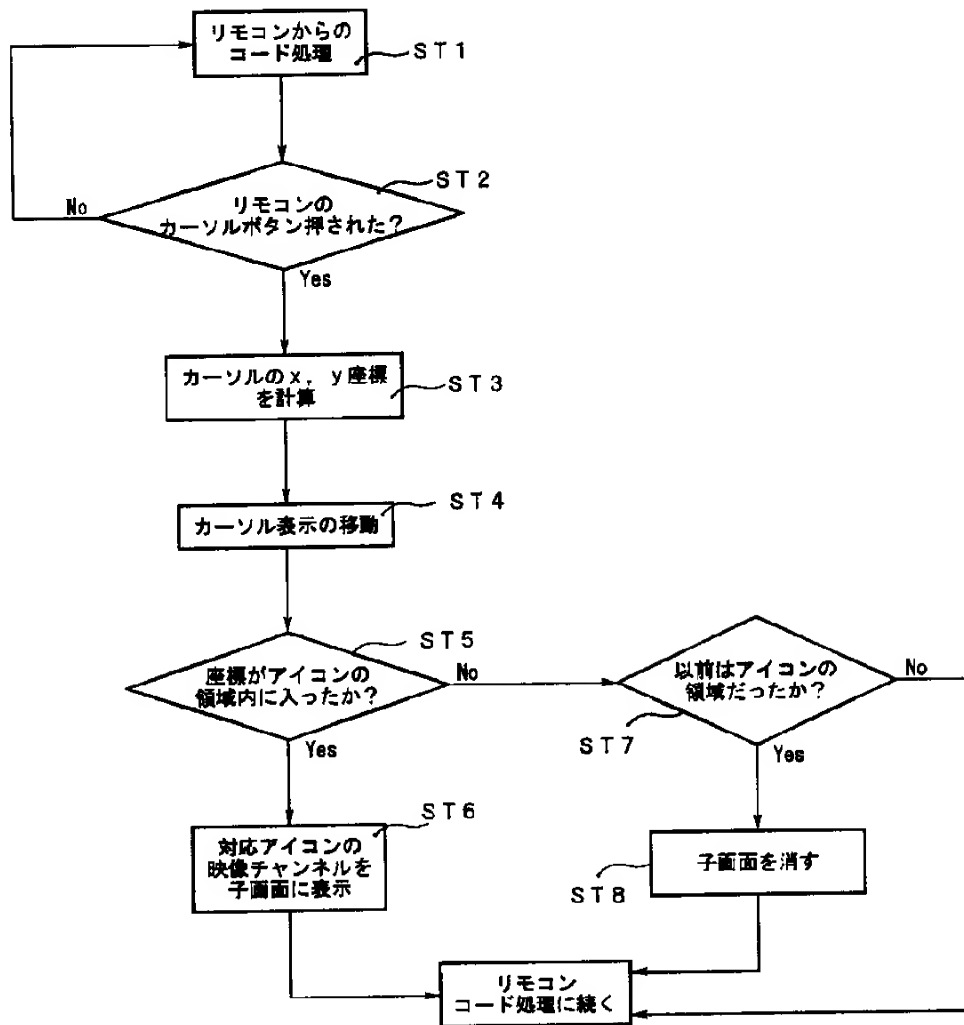 リモコンからの
コード処理
ST1
ST2
No
リモコンの
カーソルボタン押された?
Yes
カーソルのx,y座標
を計算
ST3
ST4
カーソル表示の移動
ST5
座標がアイコンの
領域内に入ったか?
No
以前はアイコンの
領域だったか?
No
ST7
Yes
Yes
ST6
対応アイコンの
映像チャンネルを
子画面に表示
子画面を消す
ST8
リモコン
コード処理に続く